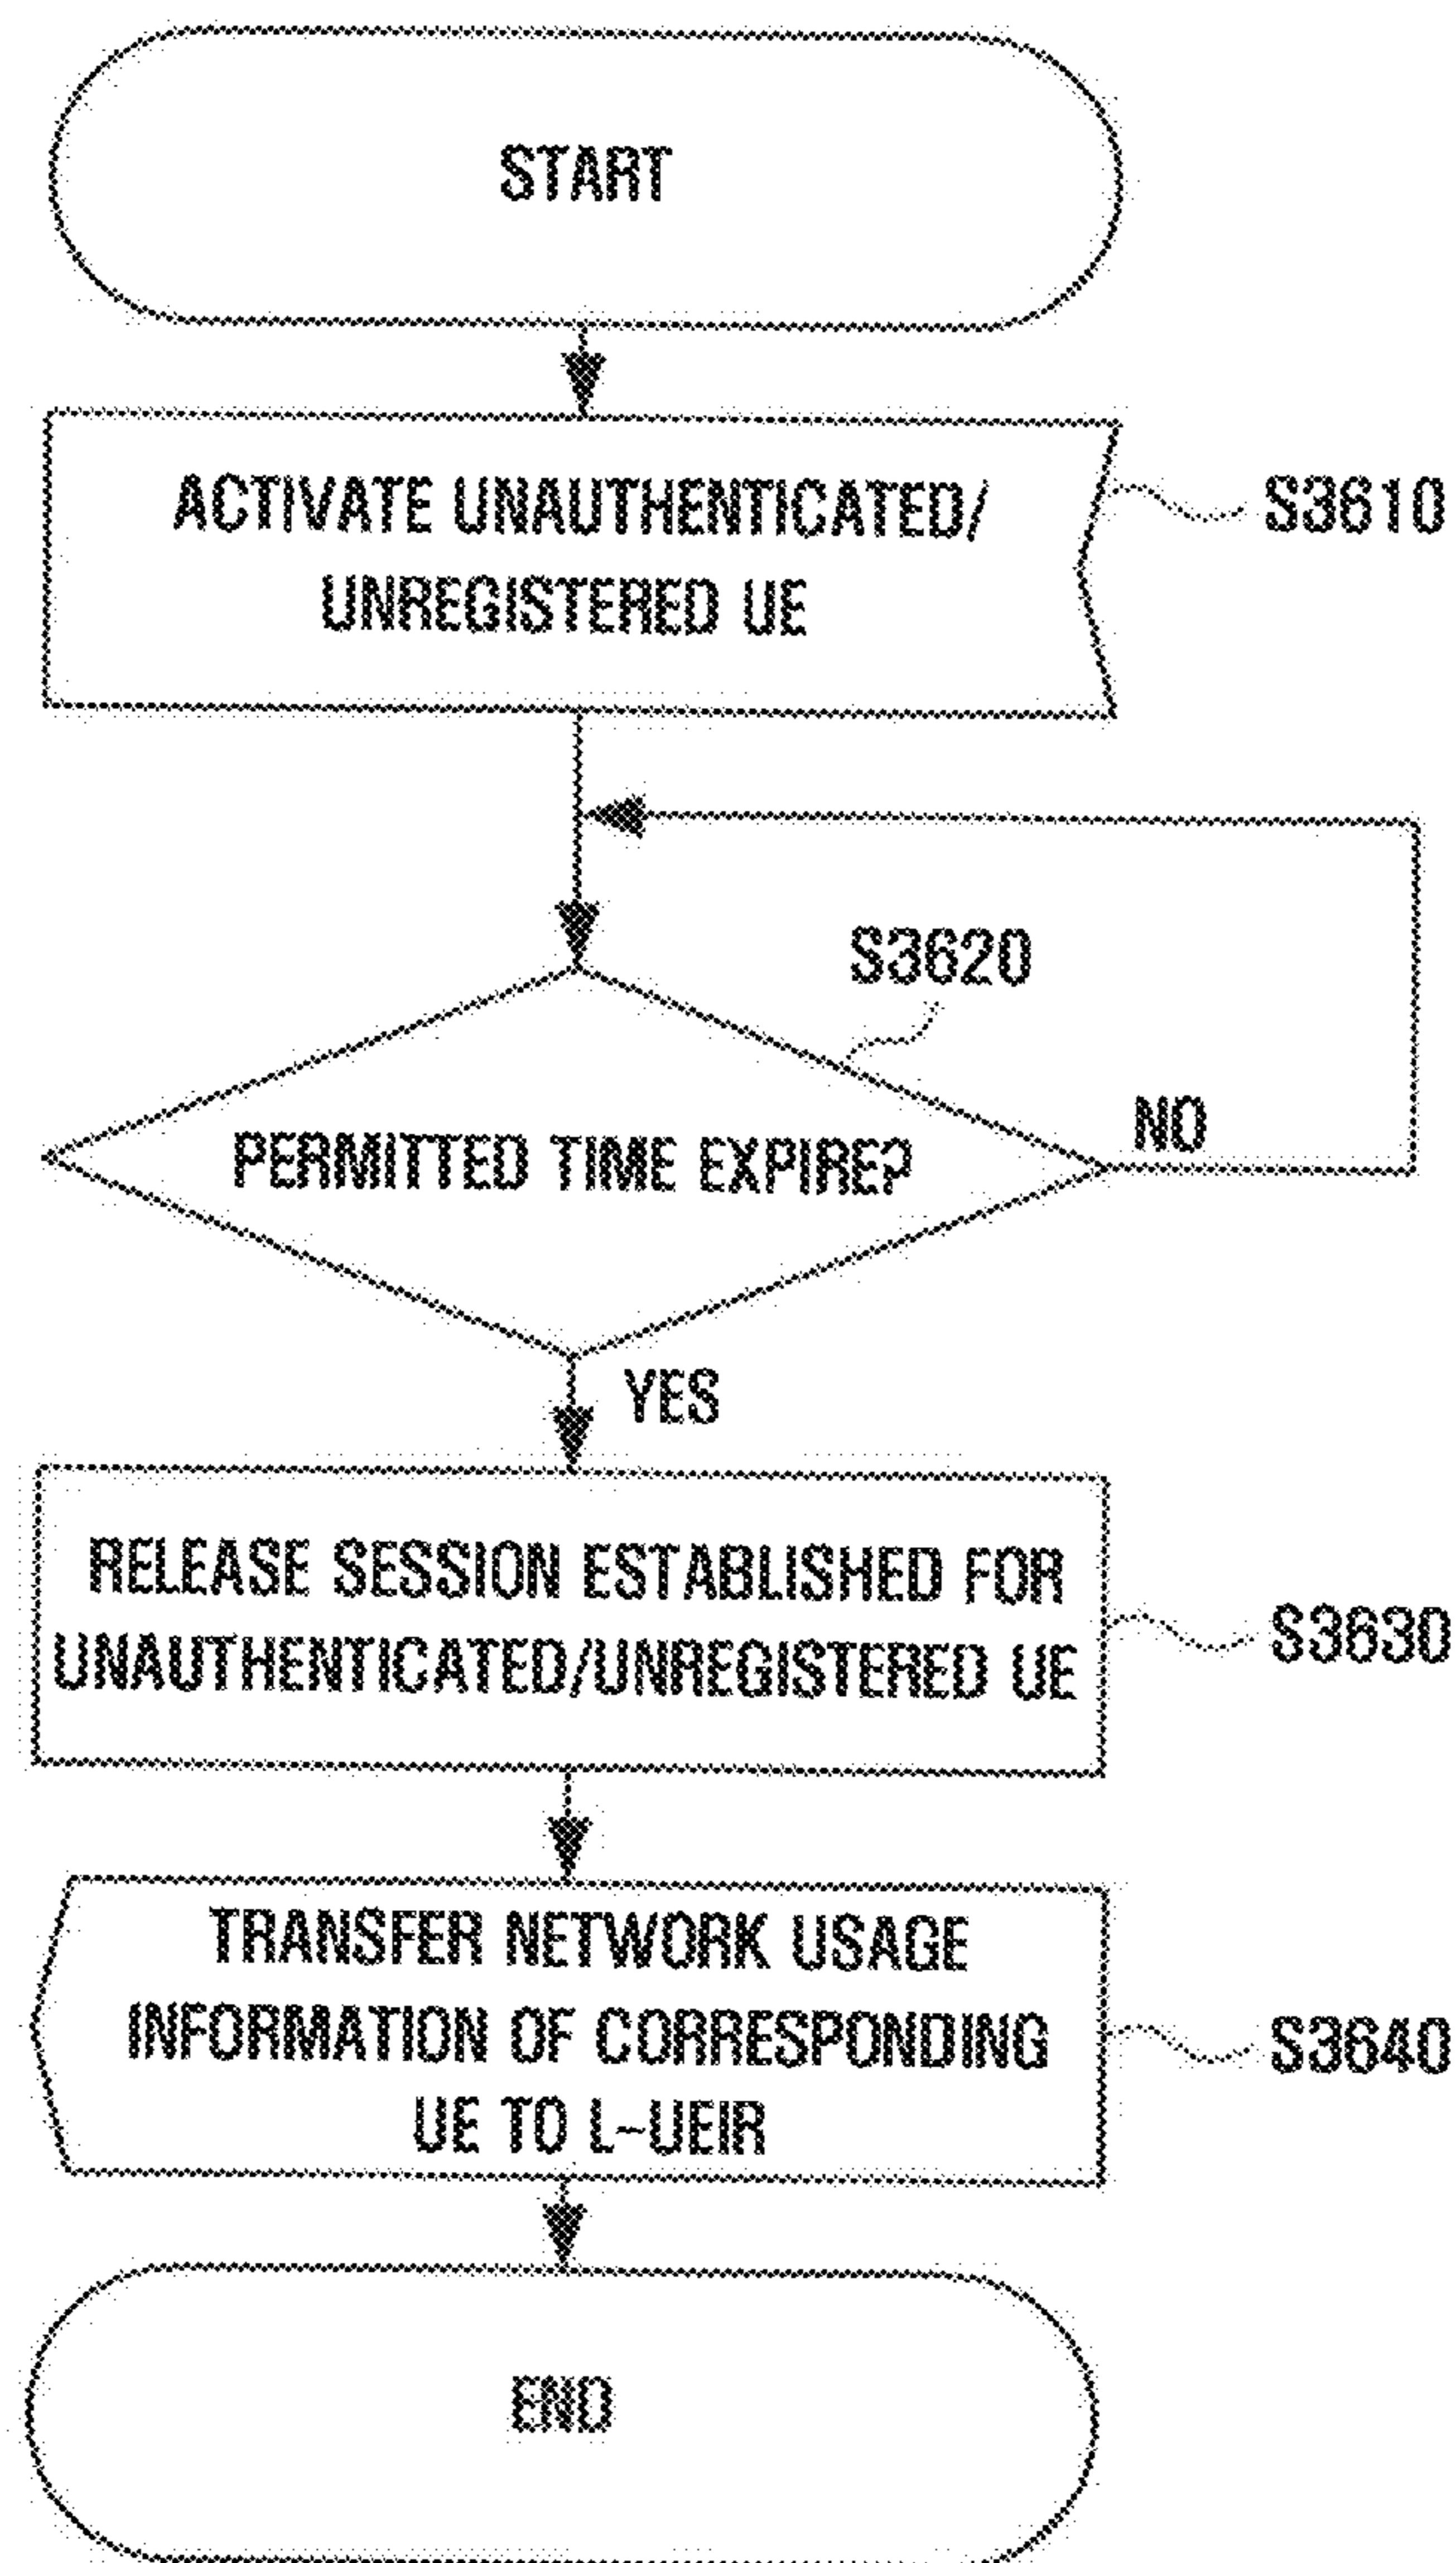 START
ACTIVATE UNAUTHENTICATED/
UNREGISTERED UE
S3610
S3620
PERMITTED TIME EXPIRE?
NO
YES
RELEASE SESSION ESTABLISHED FOR
UNAUTHENTICATED/UNREGISTERED UE
S3630
TRANSFER NETWORK USAGE
INFORMATION OF CORRESPONDING
UE TO L-UEIR
S3640
END